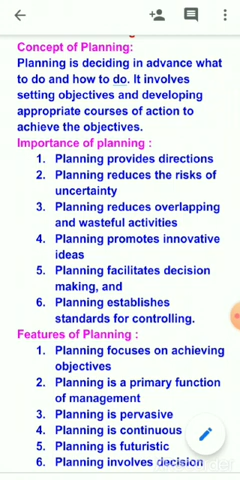 Concept of Planning:
Planning is deciding in advance what
to do and how to do. It involves
setting objectives and developing
appropriate courses of action to
achieve the objectives.
Importance of planning :
1. Planning provides directions
2. Planning reduces the risks of
uncertainty
3. Planning reduces overlapping
and wasteful activities
4. Planning promotes innovative
ideas
5. Planning facilitates decision
making, and
6. Planning establishes
standards for controlling.
Features of Planning :
1. Planning focuses on achieving
objectives
2. Planning is a primary function
of management
3. Planning is pervasive
4. Planning is continuous
5. Planning is futuristic
6. Planning involves decision